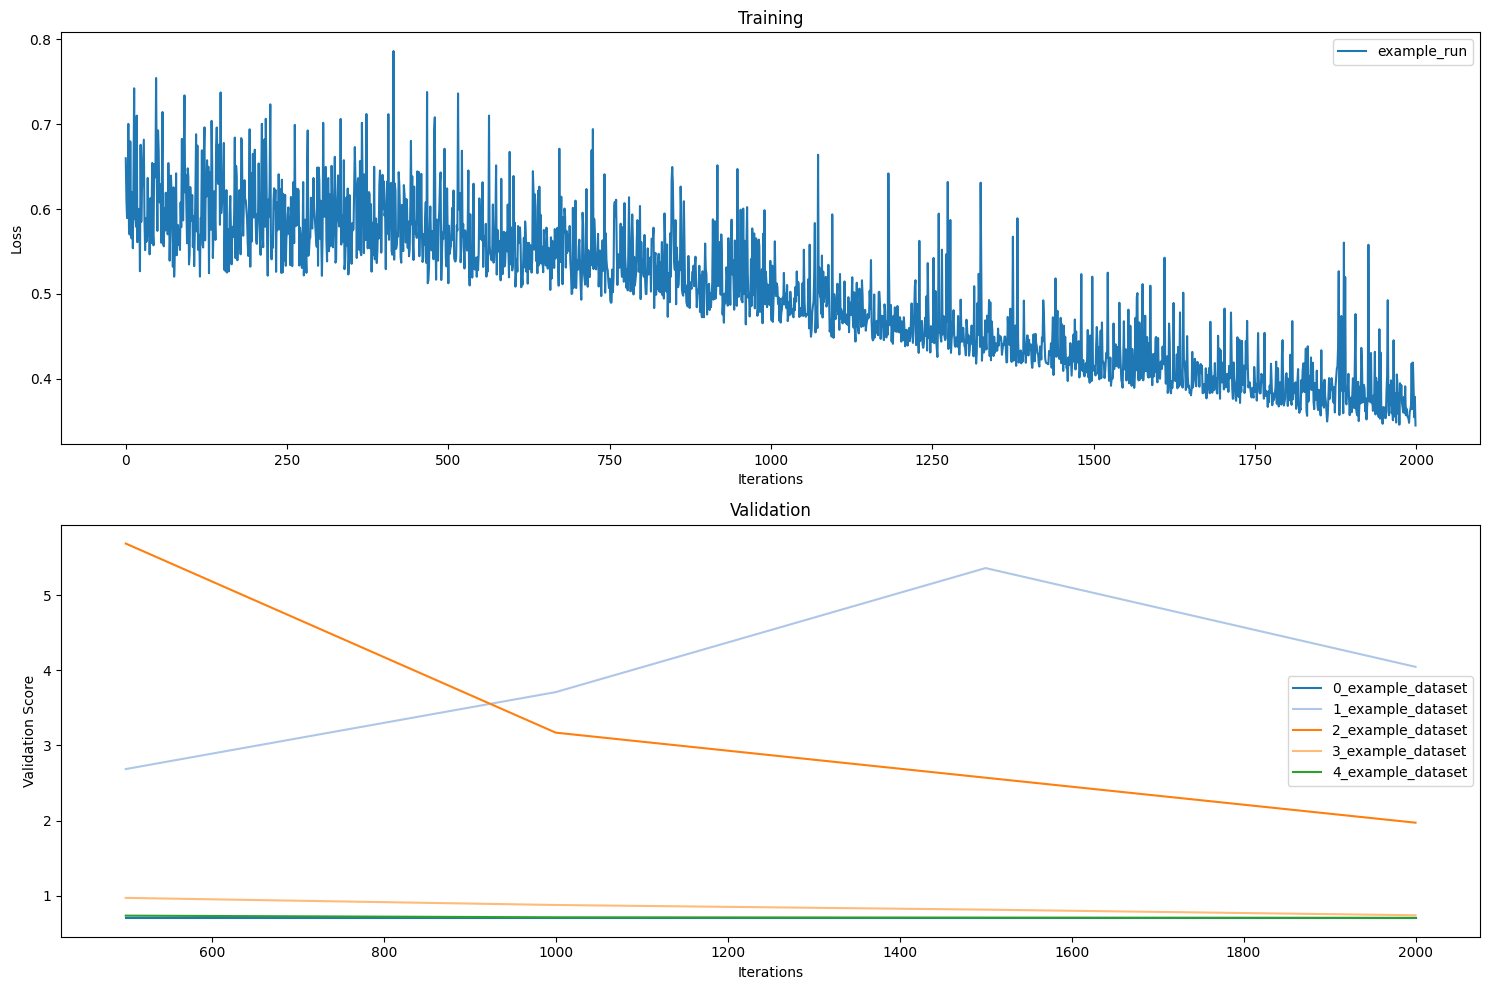 Training
0.8
0.7
0.6
0.5
0.4
Loss
example_run
0 250 500 750 1000 1250 1500 1750 2000
Iterations
Validation
5
4
3
2
1
Validation Score
0_example_dataset
1_example_dataset
2_example_dataset
3_example_dataset
4_example_dataset
600 800 1000 1200 1400 1600 1800 2000
Iterations